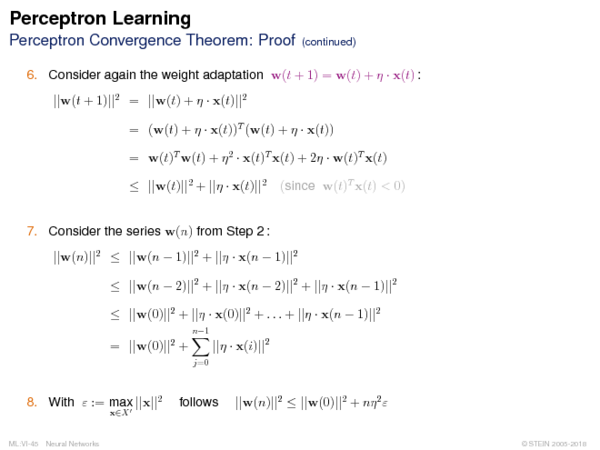 Perceptron Learning
Perceptron Convergence Theorem: Proof (continued)
6. Consider again the weight adaptation w(t + 1) = w(t) + η · x(t):
||w(t + 1)||² = ||w(t) + η · x(t)||²
= (w(t) + η · x(t))ᵀ(w(t) + η · x(t))
= w(t)ᵀw(t) + η² · x(t)ᵀx(t) + 2η · w(t)ᵀx(t)
≤ ||w(t)||² + ||η · x(t)||² (since w(t)ᵀx(t) < 0)
7. Consider the series w(n) from Step 2:
||w(n)||² ≤ ||w(n − 1)||² + ||η · x(n − 1)||²
≤ ||w(n − 2)||² + ||η · x(n − 2)||² + ||η · x(n − 1)||²
≤ ||w(0)||² + ||η · x(0)||² + . . . + ||η · x(n − 1)||²
= ||w(0)||² + ∑_{j=0}^{n−1} ||η · x(i)||²
8. With ε := max_{x∈X′} ||x||² follows ||w(n)||² ≤ ||w(0)||² + nη²ε
ML:VI-45 Neural Networks © STEIN 2005-2018